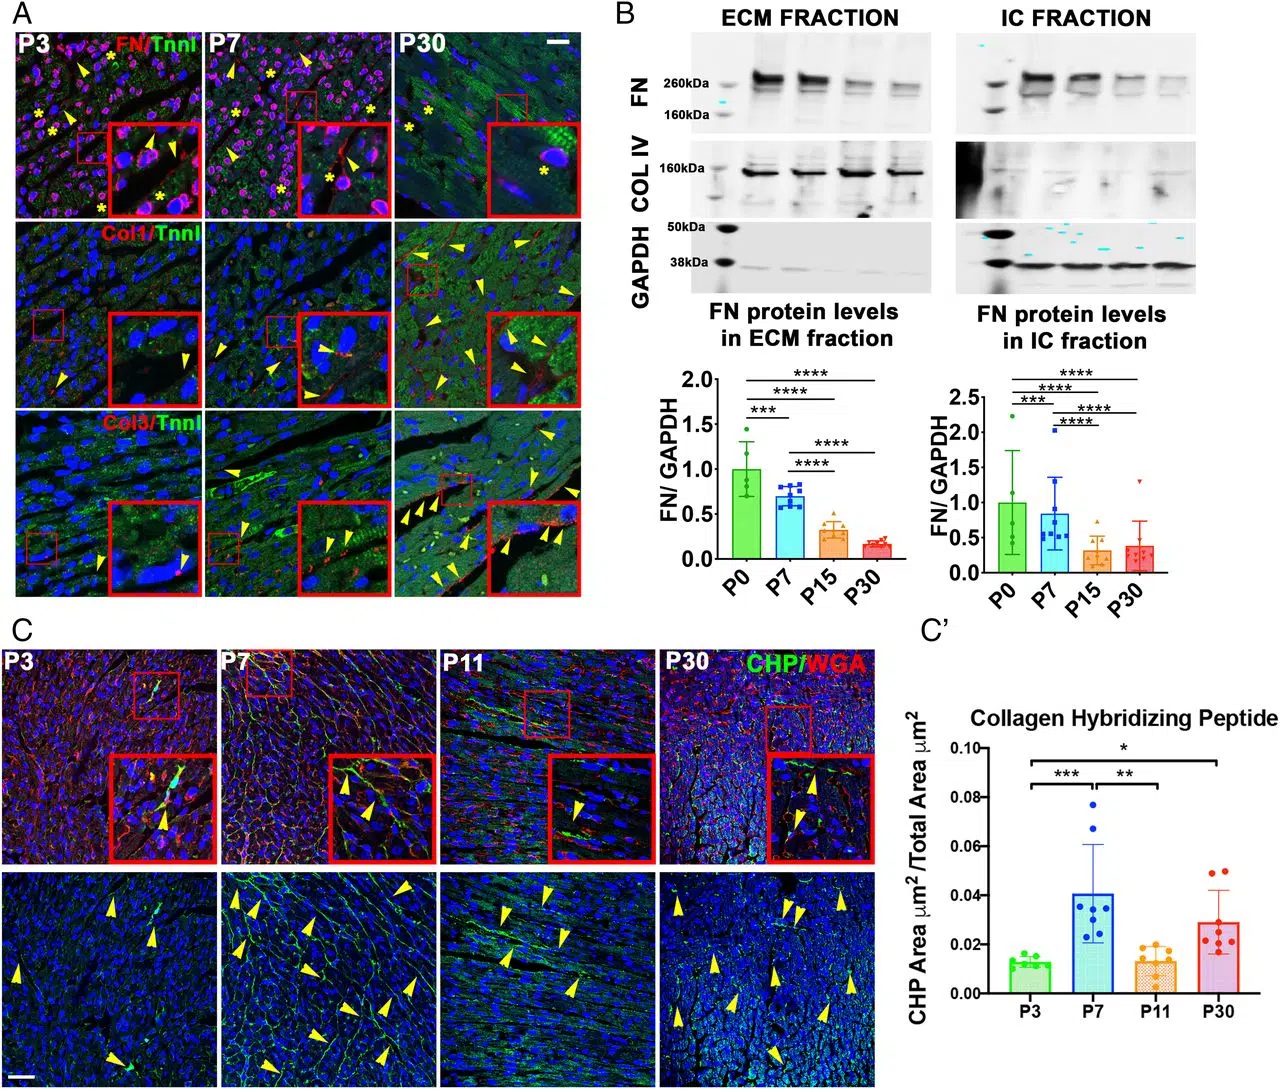 A
P3
FN/TnnI
P7
P30
Col1/TnnI
Col3/TnnI
B
ECM FRACTION
IC FRACTION
FN
260kDa
160kDa
COL IV
160kDa
GAPDH
50kDa
38kDa
FN protein levels
in ECM fraction
FN/ GAPDH
2.0
1.5
1.0
0.5
0.0
****
****
***
****
****
P0
P7
P15
P30
FN protein levels
in IC fraction
FN/ GAPDH
2.5
2.0
1.5
1.0
0.5
0.0
****
****
***
****
****
P0
P7
P15
P30
C
P3
P7
P11
P30
CHP/WGA
C’
Collagen Hybridizing Peptide
CHP Area µm² /Total Area µm²
0.10
0.08
0.06
0.04
0.02
0.00
*
***
**
P3
P7
P11
P30